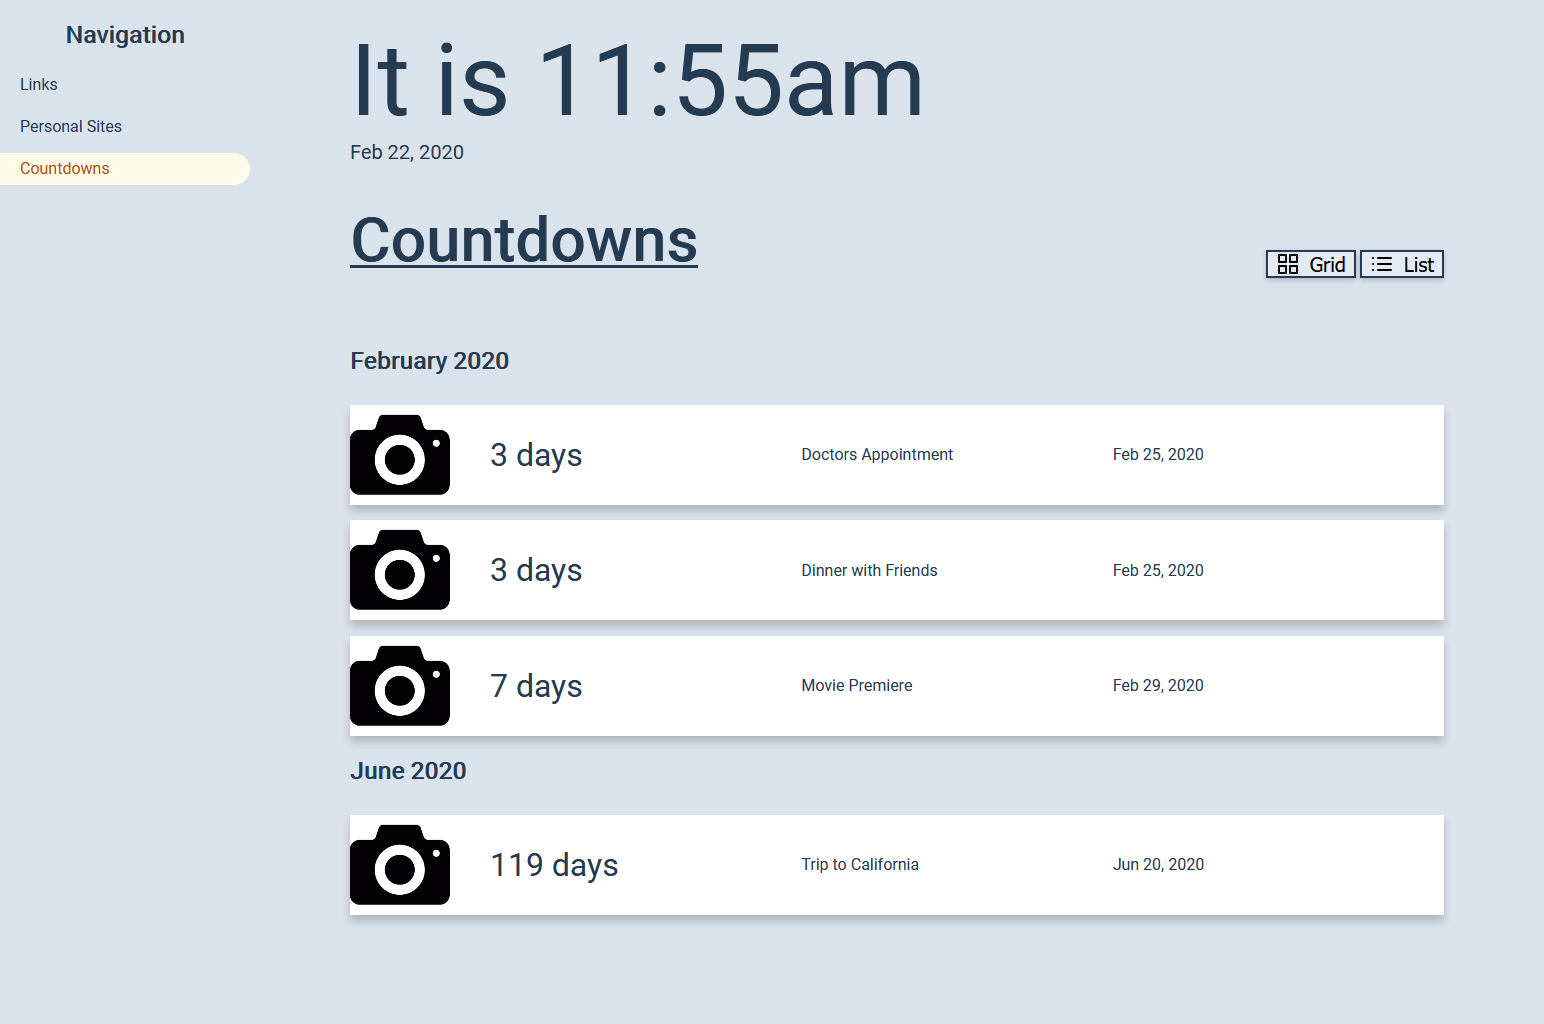 Navigation
Links
Personal Sites
Countdowns
It is 11:55am
Feb 22, 2020
Countdowns
Grid
List
February 2020
3 days
Doctors Appointment
Feb 25, 2020
3 days
Dinner with Friends
Feb 25, 2020
7 days
Movie Premiere
Feb 29, 2020
June 2020
119 days
Trip to California
Jun 20, 2020